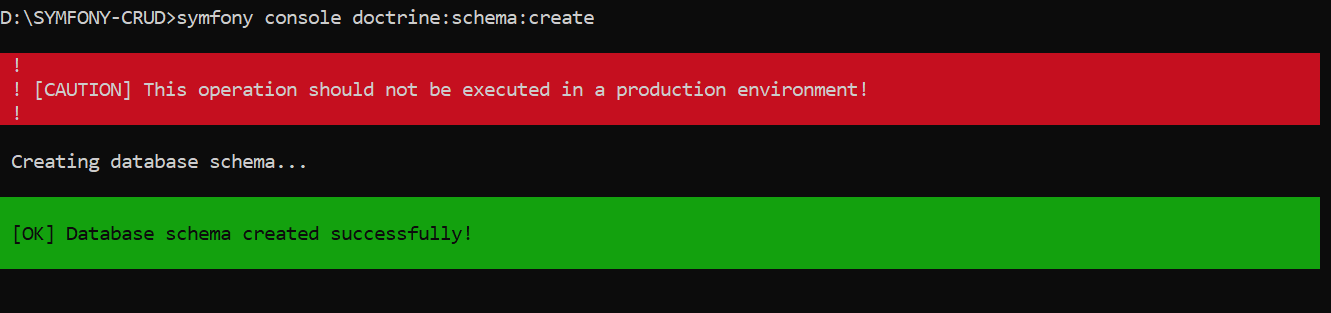 D:\SYMFONY-CRUD>symfony console doctrine:schema:create
!
! [CAUTION] This operation should not be executed in a production environment!
!
Creating database schema...
[OK] Database schema created successfully!